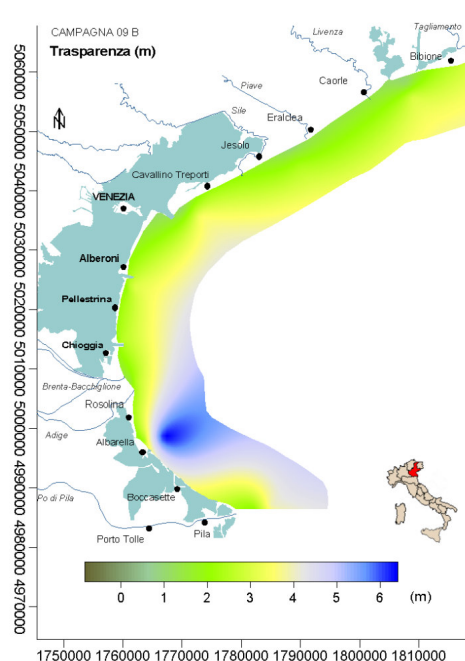 CAMPAGNA 09 B
Trasparenza (m)
Tagliamento
Livenza
Bibione
Caorle
Piave
Eraclea
Sile
N
Jesolo
Cavallino Treporti
VENEZIA
Alberoni
Pellestrina
Chioggia
Brenta-Bacchiglione
Rosolina
Adige
Albarella
Boccasette
Po di Pila
Porto Tolle
Pila
0 1 2 3 4 5 6 (m)
5060000
5050000
5040000
5030000
5020000
5010000
5000000
4990000
4980000
4970000
1750000 1760000 1770000 1780000 1790000 1800000 1810000